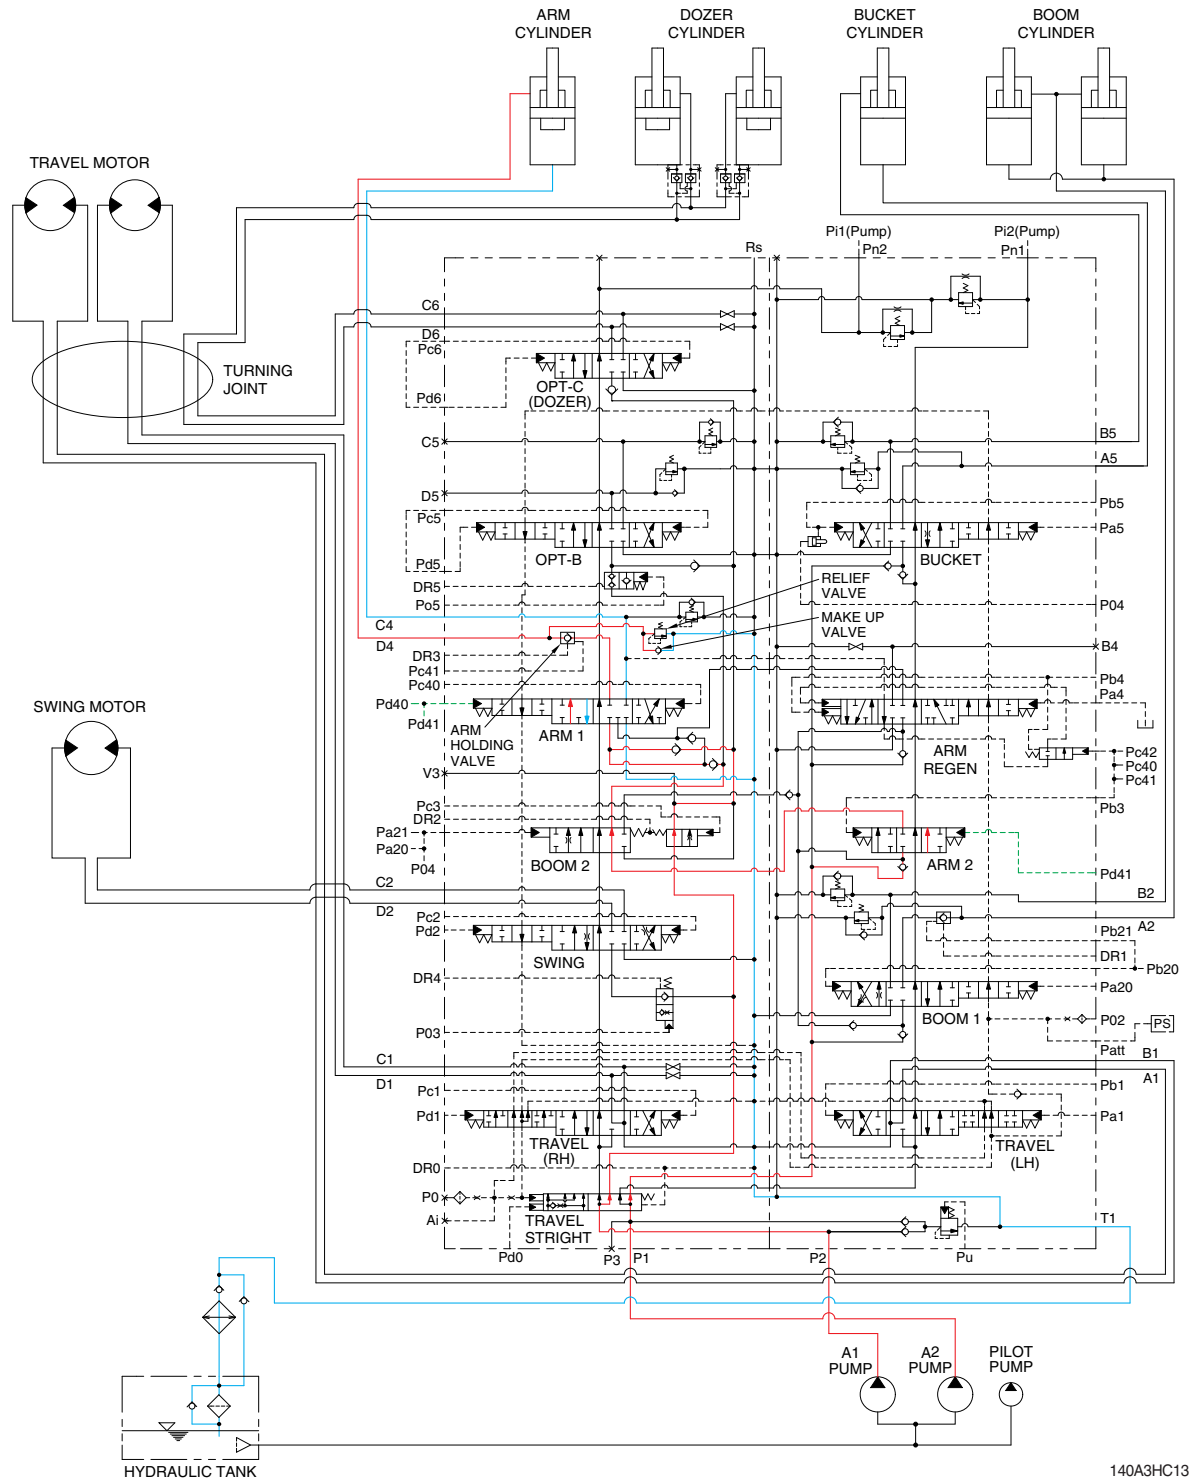 ARM
CYLINDER
DOZER
CYLINDER
BUCKET
CYLINDER
BOOM
CYLINDER
TRAVEL MOTOR
TURNING
JOINT
Rs
Pi1(Pump)
Pn2
Pi2(Pump)
Pn1
C6
D6
Pc6
Pd6
OPT-C
(DOZER)
C5
D5
Pc5
Pd5
OPT-B
DR5
Po5
B5
A5
Pb5
Pa5
BUCKET
P04
RELIEF
VALVE
MAKE UP
VALVE
C4
D4
DR3
Pc41
Pc40
Pd40
Pd41
ARM
HOLDING
VALVE
ARM 1
B4
Pb4
Pa4
ARM
REGEN
Pc42
Pc40
Pc41
SWING MOTOR
V3
Pc3
DR2
Pa21
Pa20
P04
BOOM 2
Pb3
ARM 2
Pd41
C2
D2
Pc2
Pd2
SWING
B2
A2
Pb21
DR1
Pb20
Pa20
BOOM 1
DR4
P03
P02
PS
Patt
C1
D1
Pc1
Pd1
TRAVEL
(RH)
B1
A1
Pb1
Pa1
TRAVEL
(LH)
DR0
P0
Ai
TRAVEL
STRIGHT
T1
Pd0
P3
P1
P2
Pu
A1
PUMP
A2
PUMP
PILOT
PUMP
HYDRAULIC TANK
140A3HC13